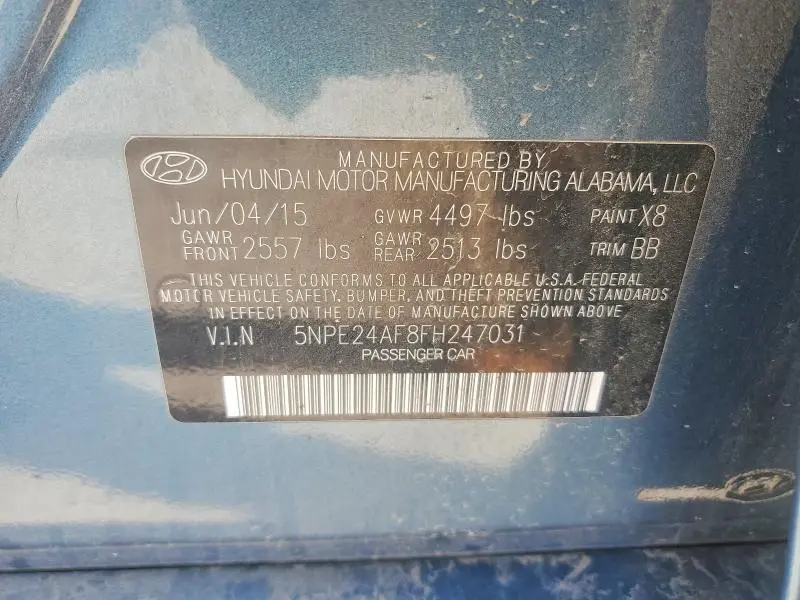 MANUFACTURED BY
HYUNDAI MOTOR MANUFACTURING ALABAMA, LLC
Jun/04/15 GVWR 4497 lbs PAINT X8
GAWR FRONT 2557 lbs GAWR REAR 2513 lbs TRIM BB
THIS VEHICLE CONFORMS TO ALL APPLICABLE U.S.A. FEDERAL
MOTOR VEHICLE SAFETY, BUMPER, AND THEFT PREVENTION STANDARDS
IN EFFECT ON THE DATE OF MANUFACTURE SHOWN ABOVE
V.I.N 5NPE24AF8FH247031
PASSENGER CAR